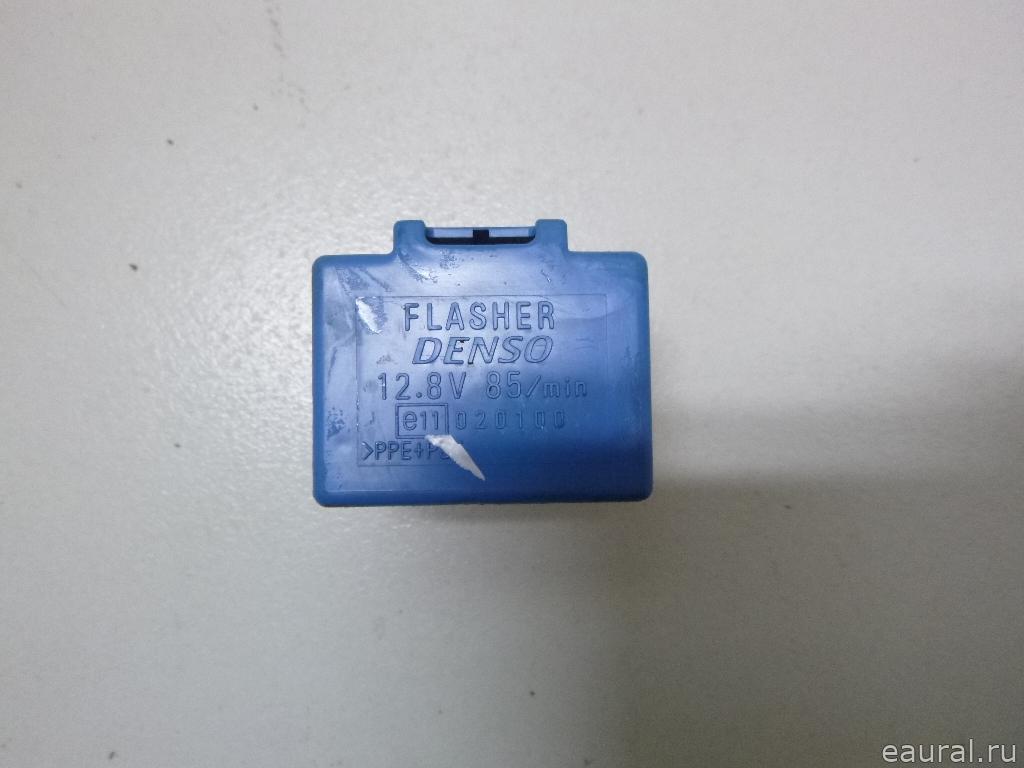 FLASHER
DENSO
12.8V 85/min
e11 020100
eaural.ru